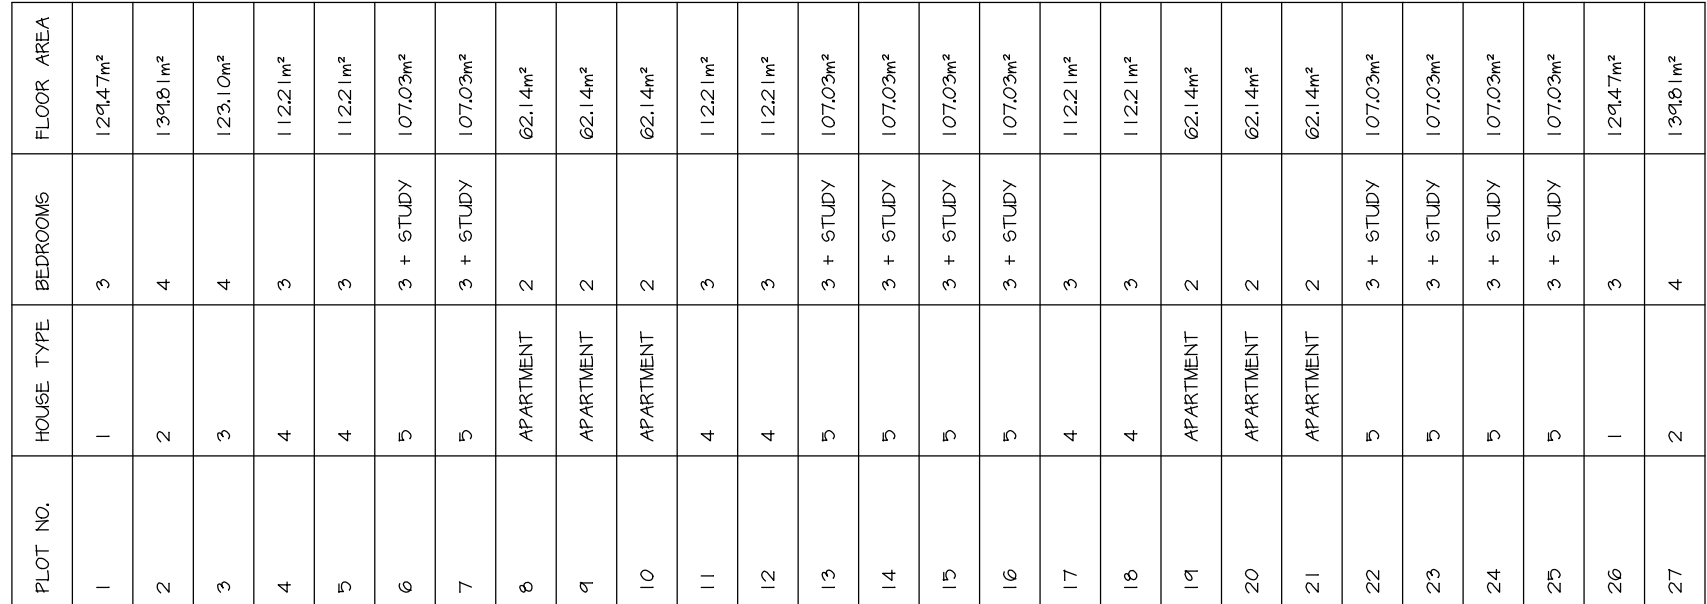 PLOT NO. HOUSE TYPE BEDROOMS FLOOR AREA
1 1 3 129.47m²
2 2 4 139.81m²
3 3 4 123.10m²
4 4 3 112.21m²
5 4 3 112.21m²
6 5 3 + STUDY 107.03m²
7 5 3 + STUDY 107.03m²
8 APARTMENT 2 62.14m²
9 APARTMENT 2 62.14m²
10 APARTMENT 2 62.14m²
11 4 3 112.21m²
12 4 3 112.21m²
13 5 3 + STUDY 107.03m²
14 5 3 + STUDY 107.03m²
15 5 3 + STUDY 107.03m²
16 5 3 + STUDY 107.03m²
17 4 3 112.21m²
18 4 3 112.21m²
19 APARTMENT 2 62.14m²
20 APARTMENT 2 62.14m²
21 APARTMENT 2 62.14m²
22 5 3 + STUDY 107.03m²
23 5 3 + STUDY 107.03m²
24 5 3 + STUDY 107.03m²
25 5 3 + STUDY 107.03m²
26 1 3 129.47m²
27 2 4 139.81m²